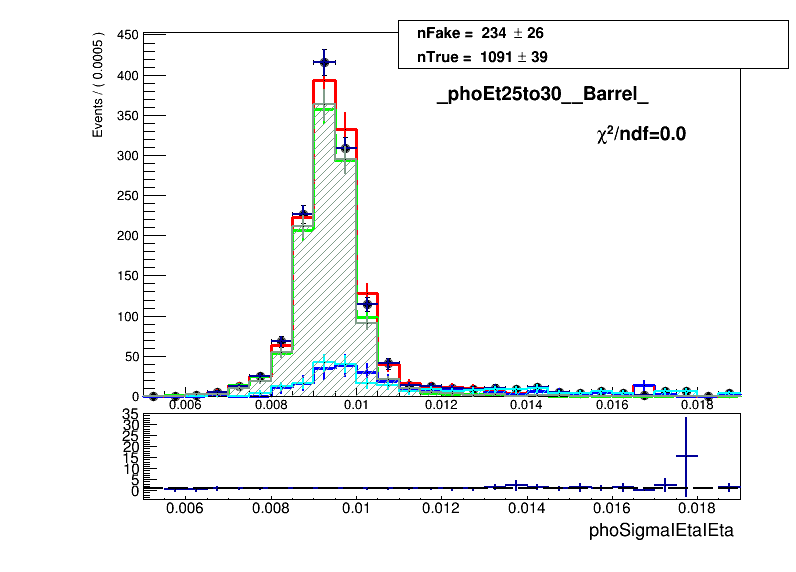 nFake = 234 ± 26
nTrue = 1091 ± 39
_phoEt25to30__Barrel_
χ²/ndf=0.0
Events / ( 0.0005 )
450
400
350
300
250
200
150
100
50
0
0.006 0.008 0.01 0.012 0.014 0.016 0.018
35
30
25
20
15
10
5
0
0.006 0.008 0.01 0.012 0.014 0.016 0.018
phoSigmaIEtaIEta